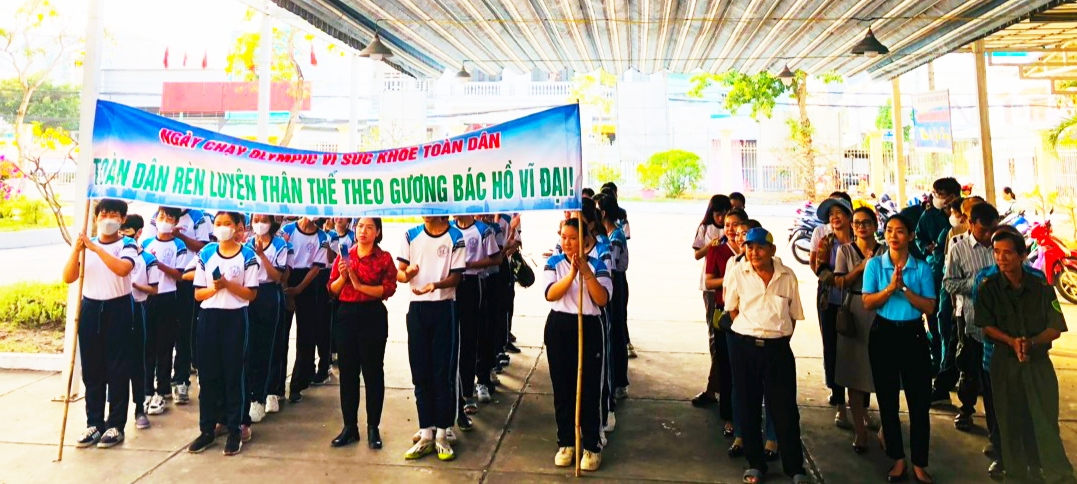 NGÀY CHẠY OLYMPIC VÌ SỨC KHỎE TOÀN DÂN
TOÀN DÂN RÈN LUYỆN THÂN THỂ THEO GƯƠNG BÁC HỒ VĨ ĐẠI!